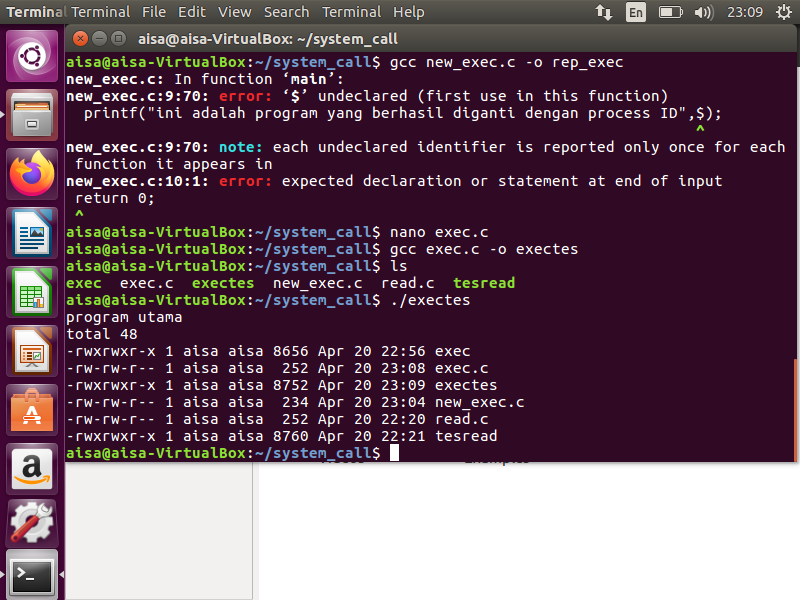 Terminal Terminal File Edit View Search Terminal Help En 23:09
aisa@aisa-VirtualBox: ~/system_call
aisa@aisa-VirtualBox:~/system_call$ gcc new_exec.c -o rep_exec
new_exec.c: In function ‘main’:
new_exec.c:9:70: error: ‘$’ undeclared (first use in this function)
printf("ini adalah program yang berhasil diganti dengan process ID",$);
^
new_exec.c:9:70: note: each undeclared identifier is reported only once for each
function it appears in
new_exec.c:10:1: error: expected declaration or statement at end of input
return 0;
^
aisa@aisa-VirtualBox:~/system_call$ nano exec.c
aisa@aisa-VirtualBox:~/system_call$ gcc exec.c -o exectes
aisa@aisa-VirtualBox:~/system_call$ ls
exec exec.c exectes new_exec.c read.c tesread
aisa@aisa-VirtualBox:~/system_call$ ./exectes
program utama
total 48
-rwxrwxr-x 1 aisa aisa 8656 Apr 20 22:56 exec
-rw-rw-r-- 1 aisa aisa 252 Apr 20 23:08 exec.c
-rwxrwxr-x 1 aisa aisa 8752 Apr 20 23:09 exectes
-rw-rw-r-- 1 aisa aisa 234 Apr 20 23:04 new_exec.c
-rw-rw-r-- 1 aisa aisa 252 Apr 20 22:20 read.c
-rwxrwxr-x 1 aisa aisa 8760 Apr 20 22:21 tesread
aisa@aisa-VirtualBox:~/system_call$